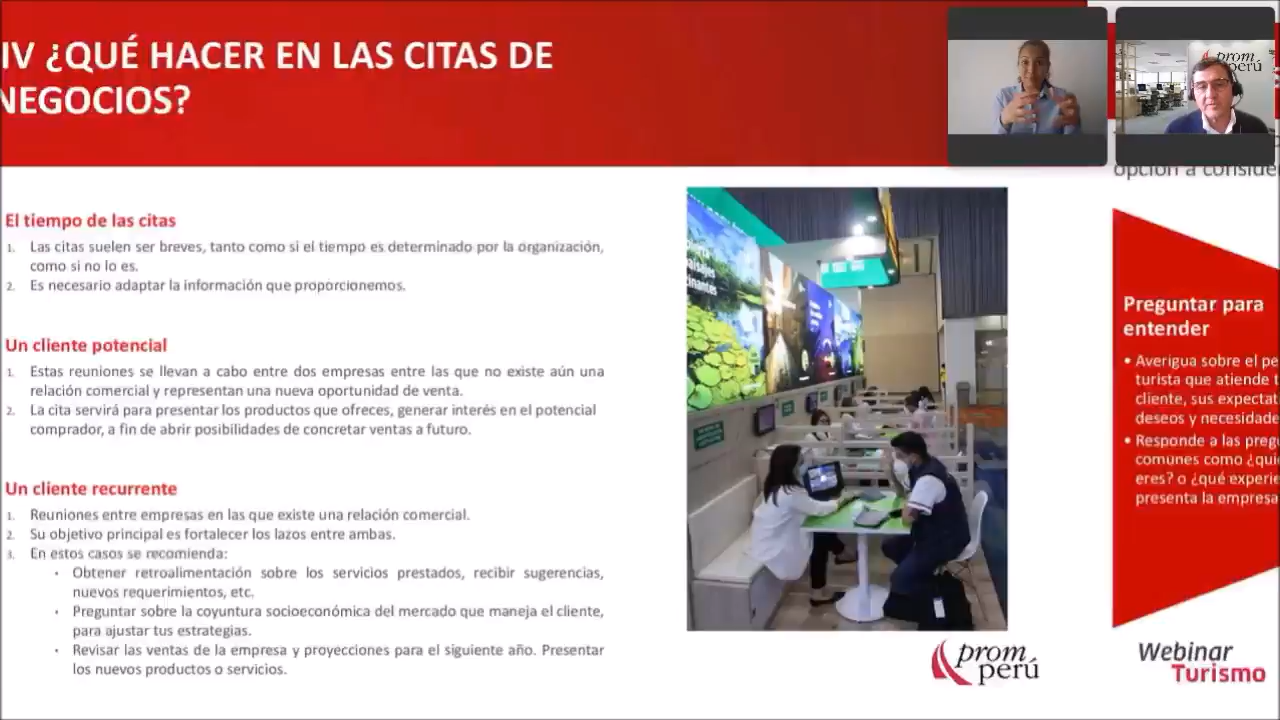 IV ¿QUÉ HACER EN LAS CITAS DE
NEGOCIOS?
prom
perú
opción a conside
El tiempo de las citas
1. Las citas suelen ser breves, tanto como si el tiempo es determinado por la organización,
como si no lo es.
2. Es necesario adaptar la información que proporcionemos.
Un cliente potencial
1. Estas reuniones se llevan a cabo entre dos empresas entre las que no existe aún una
relación comercial y representan una nueva oportunidad de venta.
2. La cita servirá para presentar los productos que ofreces, generar interés en el potencial
comprador, a fin de abrir posibilidades de concretar ventas a futuro.
Un cliente recurrente
1. Reuniones entre empresas en las que existe una relación comercial.
2. Su objetivo principal es fortalecer los lazos entre ambas.
3. En estos casos se recomienda:
• Obtener retroalimentación sobre los servicios prestados, recibir sugerencias,
nuevos requerimientos, etc.
• Preguntar sobre la coyuntura socioeconómica del mercado que maneja el cliente,
para ajustar tus estrategias.
• Revisar las ventas de la empresa y proyecciones para el siguiente año. Presentar
los nuevos productos o servicios.
Preguntar para
entender
• Averigua sobre el pe
turista que atiende t
cliente, sus expectat
deseos y necesidade
• Responde a las preg
comunes como ¿qui
eres? o ¿qué experie
presenta la empresa
prom
perú
Webinar
Turismo